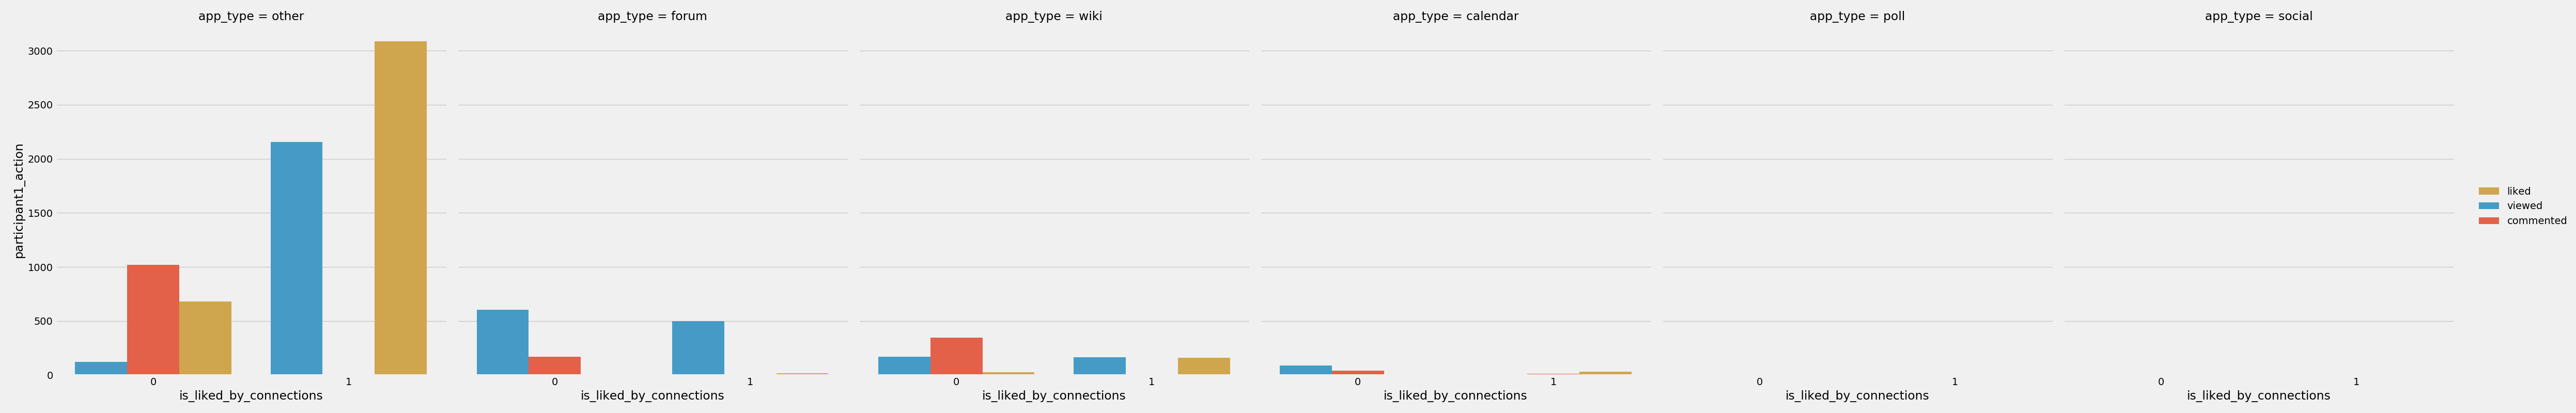 app_type = other
app_type = forum
app_type = wiki
app_type = calendar
app_type = poll
app_type = social
participant1_action
3000
2500
2000
1500
1000
500
0
0 1
0 1
0 1
0 1
0 1
0 1
is_liked_by_connections
is_liked_by_connections
is_liked_by_connections
is_liked_by_connections
is_liked_by_connections
is_liked_by_connections
liked
viewed
commented